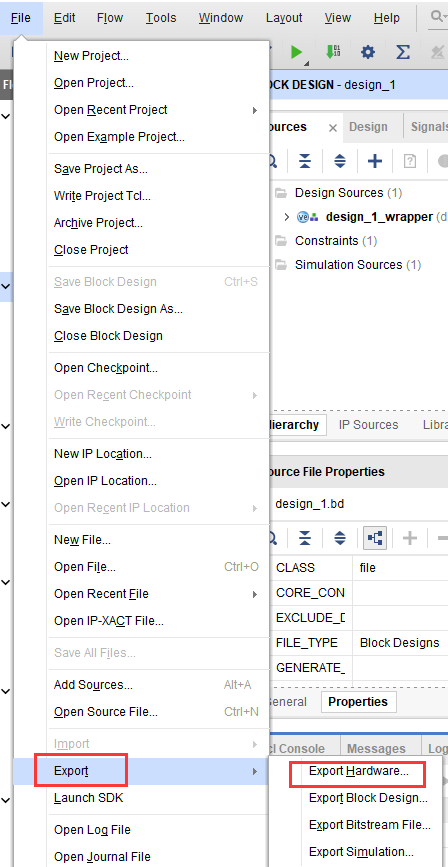 File Edit Flow Tools Window Layout View Help
New Project...
Open Project...
Open Recent Project
Open Example Project...
Save Project As...
Write Project Tcl...
Archive Project...
Close Project
Save Block Design Ctrl+S
Save Block Design As...
Close Block Design
Open Checkpoint...
Open Recent Checkpoint
Write Checkpoint...
New IP Location...
Open IP Location...
Open Recent IP Location
New File...
Open File... Ctrl+O
Open Recent File
Open IP-XACT File...
Save All Files...
Add Sources... Alt+A
Open Source File... Ctrl+N
Import
Export
Launch SDK
Open Log File
Open Journal File
LOCK DESIGN - design_1
ources Design Signals
Design Sources (1)
design_1_wrapper (d
Constraints
Simulation Sources (1)
ierarchy IP Sources Libra
ource File Properties
design_1.bd
CLASS file
CORE_CON
EXCLUDE_D
FILE_TYPE Block Designs
GENERATE_
eneral Properties
cl Console Messages Log
Export Hardware...
Export Block Design...
Export Bitstream File...
Export Simulation...